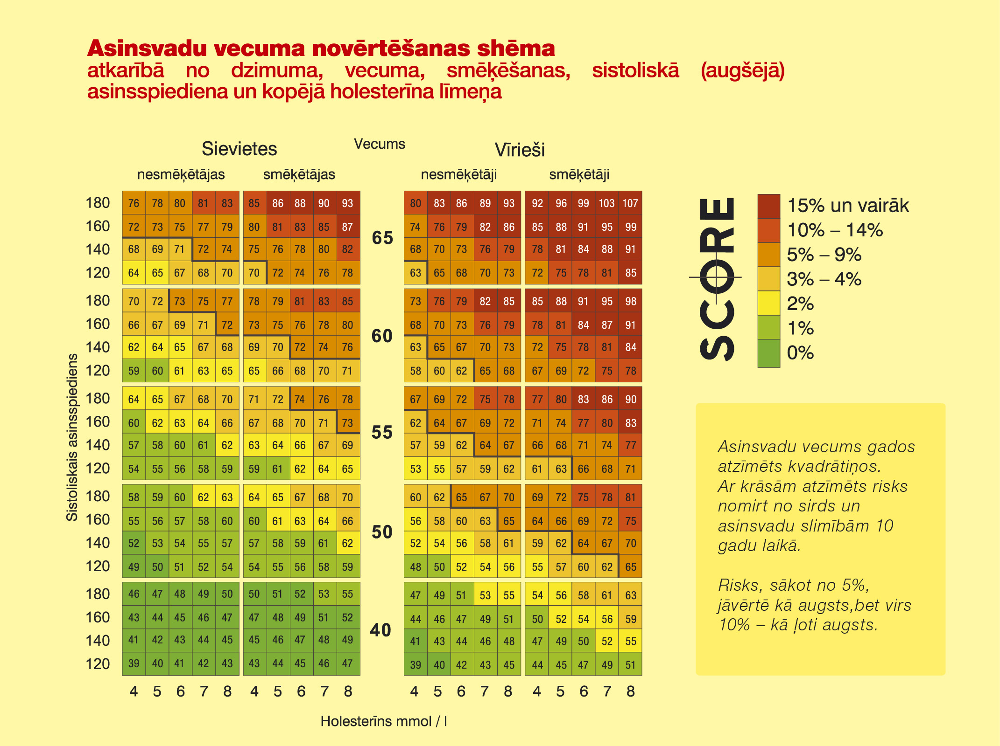 Asinsvadu vecuma novērtēšanas shēma
atkarībā no dzimuma, vecuma, smēķēšanas, sistoliskā (augšējā)
asinsspiediena un kopējā holesterīna līmeņa
Sievietes Vecums Vīrieši
nesmēķētājas smēķētājas nesmēķētāji smēķētāji
180 76 78 80 81 83 85 86 88 90 93 80 83 86 89 93 92 96 99 103 107
160 72 73 75 77 79 80 81 83 85 87 74 76 79 82 86 85 88 91 95 99
65
140 68 69 71 72 74 75 76 78 80 82 68 70 73 76 79 78 81 84 88 91
120 64 65 67 68 70 70 72 74 76 78 63 65 68 70 73 72 75 78 81 85
180 70 72 73 75 77 78 79 81 83 85 73 76 79 82 85 85 88 91 95 98
160 66 67 69 71 72 73 75 76 78 80 68 70 73 76 79 78 81 84 87 91
60
140 62 64 65 67 68 69 70 72 74 76 63 65 67 70 73 72 75 78 81 84
120 59 60 61 63 65 65 66 68 70 71 58 60 62 65 68 67 69 72 75 78
180 64 65 67 68 70 71 72 74 76 78 67 69 72 75 78 77 80 83 86 90
160 60 62 63 64 66 67 68 70 71 73 62 64 67 69 72 71 74 77 80 83
55
140 57 58 60 61 62 63 64 66 67 69 57 59 62 64 67 66 68 71 74 77
120 54 55 56 58 59 59 61 62 64 65 53 55 57 59 62 61 63 66 68 71
180 58 59 60 62 63 64 65 67 68 70 60 62 65 67 70 69 72 75 78 81
160 55 56 57 58 60 60 61 63 64 66 56 58 60 63 65 64 66 69 72 75
50
140 52 53 54 55 57 57 58 59 61 62 52 54 56 58 61 59 62 64 67 70
120 49 50 51 52 54 54 55 56 58 59 48 50 52 54 56 55 57 60 62 65
180 46 47 48 49 50 50 51 52 53 55 47 49 51 53 55 54 56 58 61 63
160 43 44 45 46 47 47 48 49 51 52 44 46 47 49 51 50 52 54 56 59
40
140 41 42 43 44 45 45 46 47 48 49 41 43 44 46 48 47 49 50 52 55
120 39 40 41 42 43 43 44 45 46 47 39 40 42 43 45 44 45 47 49 51
4 5 6 7 8 4 5 6 7 8 4 5 6 7 8 4 5 6 7 8
Sistoliskais asinsspiediens
Holesterīns mmol / l
SCORE
15% un vairāk
10% – 14%
5% – 9%
3% – 4%
2%
1%
0%
Asinsvadu vecums gados
atzīmēts kvadrātiņos.
Ar krāsām atzīmēts risks
nomirt no sirds un
asinsvadu slimībām 10
gadu laikā.
Risks, sākot no 5%,
jāvērtē kā augsts,bet virs
10% – kā ļoti augsts.